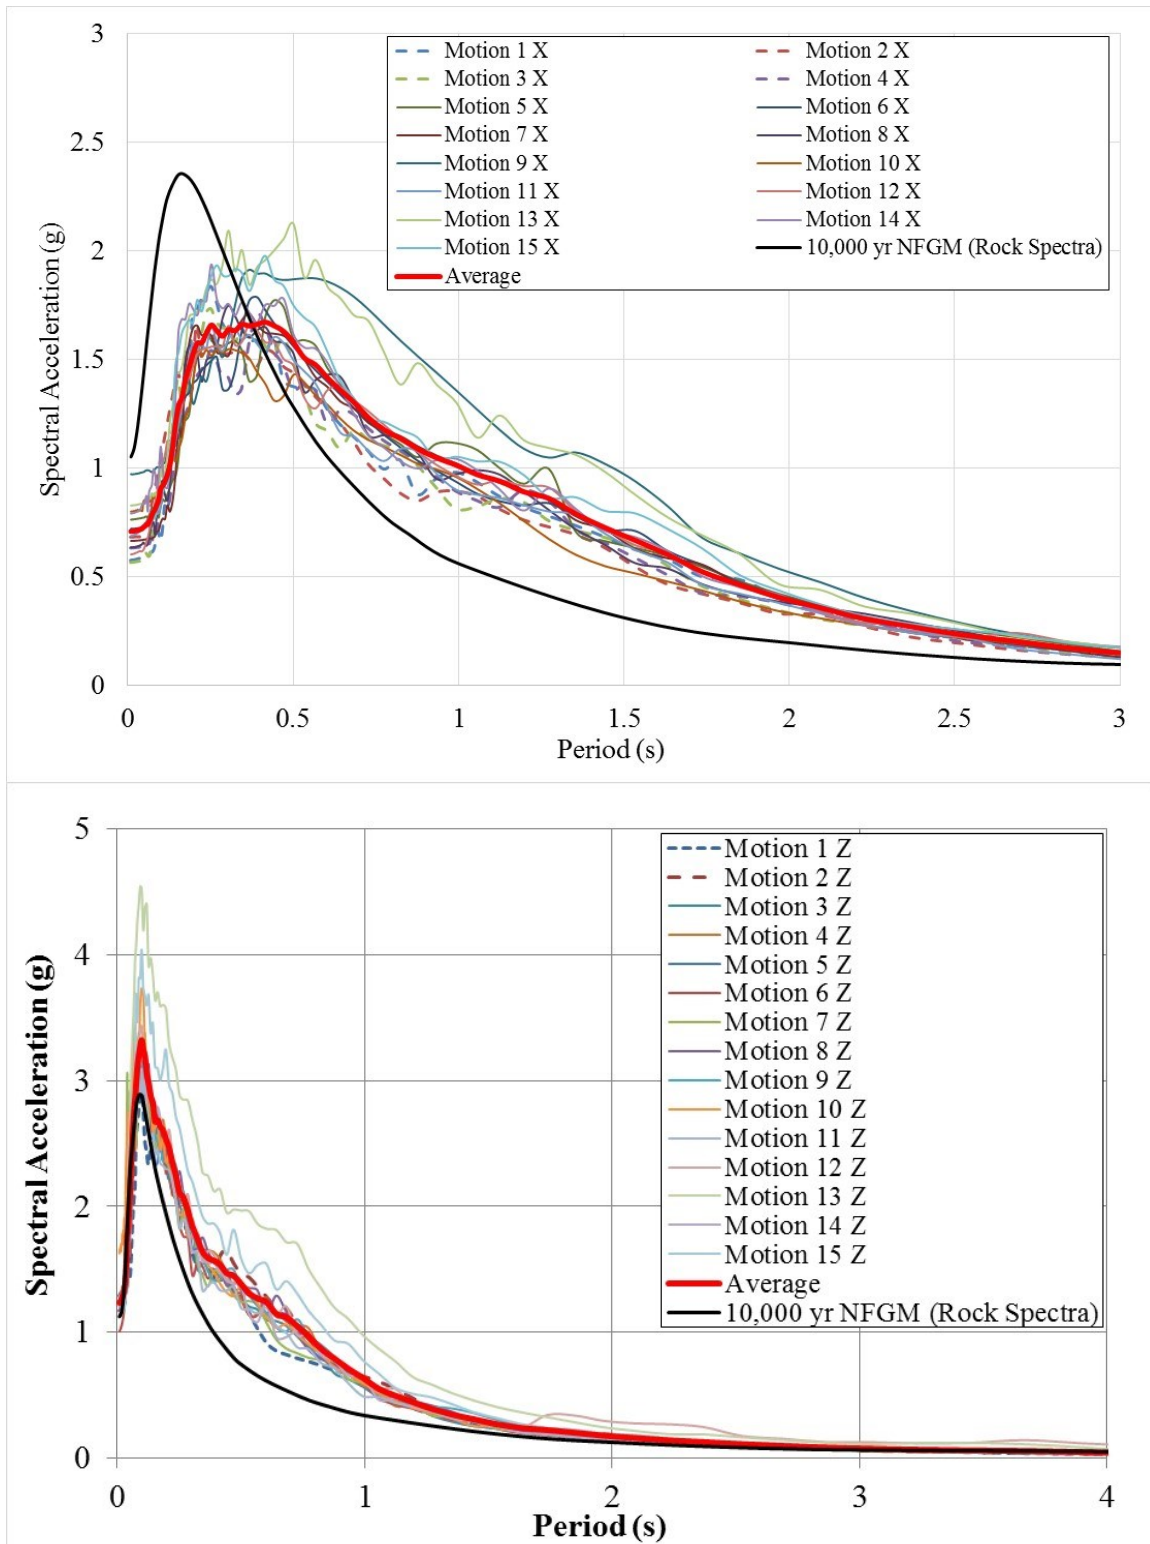 3
2.5
2
1.5
1
0.5
0
Spectral Acceleration (g)
Motion 1 X
Motion 2 X
Motion 3 X
Motion 4 X
Motion 5 X
Motion 6 X
Motion 7 X
Motion 8 X
Motion 9 X
Motion 10 X
Motion 11 X
Motion 12 X
Motion 13 X
Motion 14 X
Motion 15 X
10,000 yr NFGM (Rock Spectra)
Average
0 0.5 1 1.5 2 2.5 3
Period (s)
5
4
3
2
1
0
Spectral Acceleration (g)
Motion 1 Z
Motion 2 Z
Motion 3 Z
Motion 4 Z
Motion 5 Z
Motion 6 Z
Motion 7 Z
Motion 8 Z
Motion 9 Z
Motion 10 Z
Motion 11 Z
Motion 12 Z
Motion 13 Z
Motion 14 Z
Motion 15 Z
Average
10,000 yr NFGM (Rock Spectra)
0 1 2 3 4
Period (s)